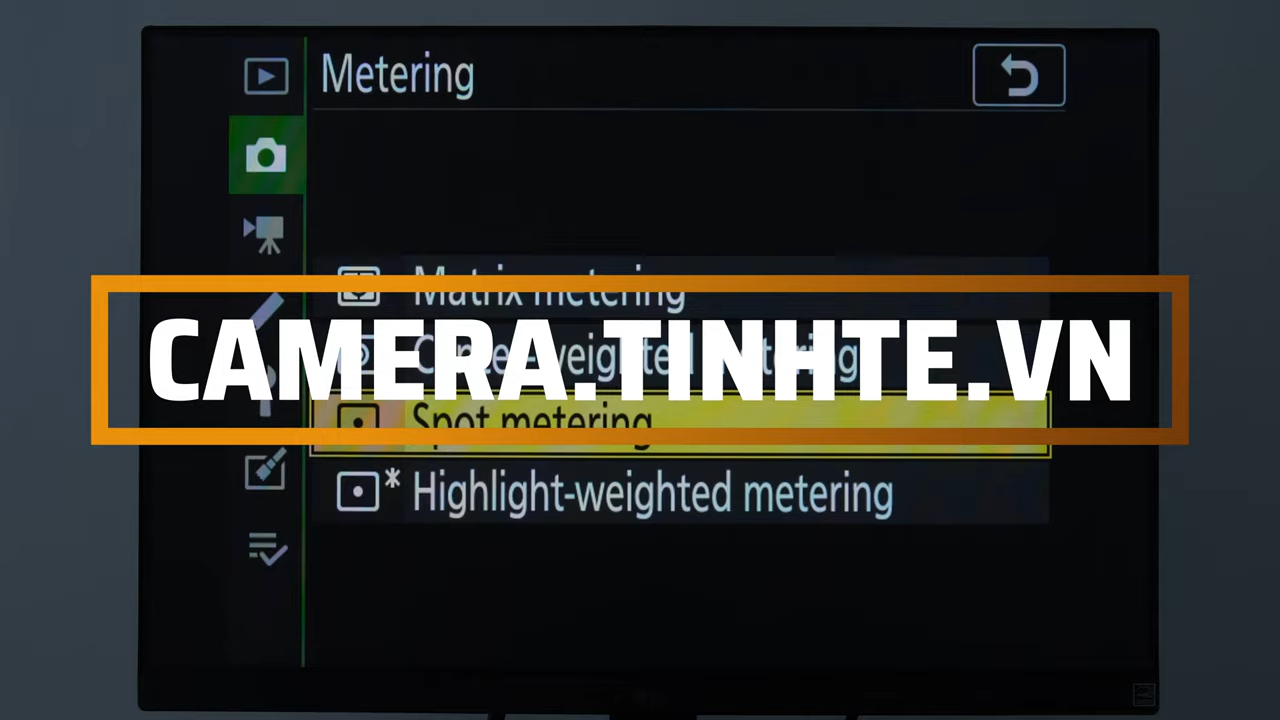 Metering
Matrix metering
CAMERA.TINHTE.VN
Spot metering
Highlight-weighted metering